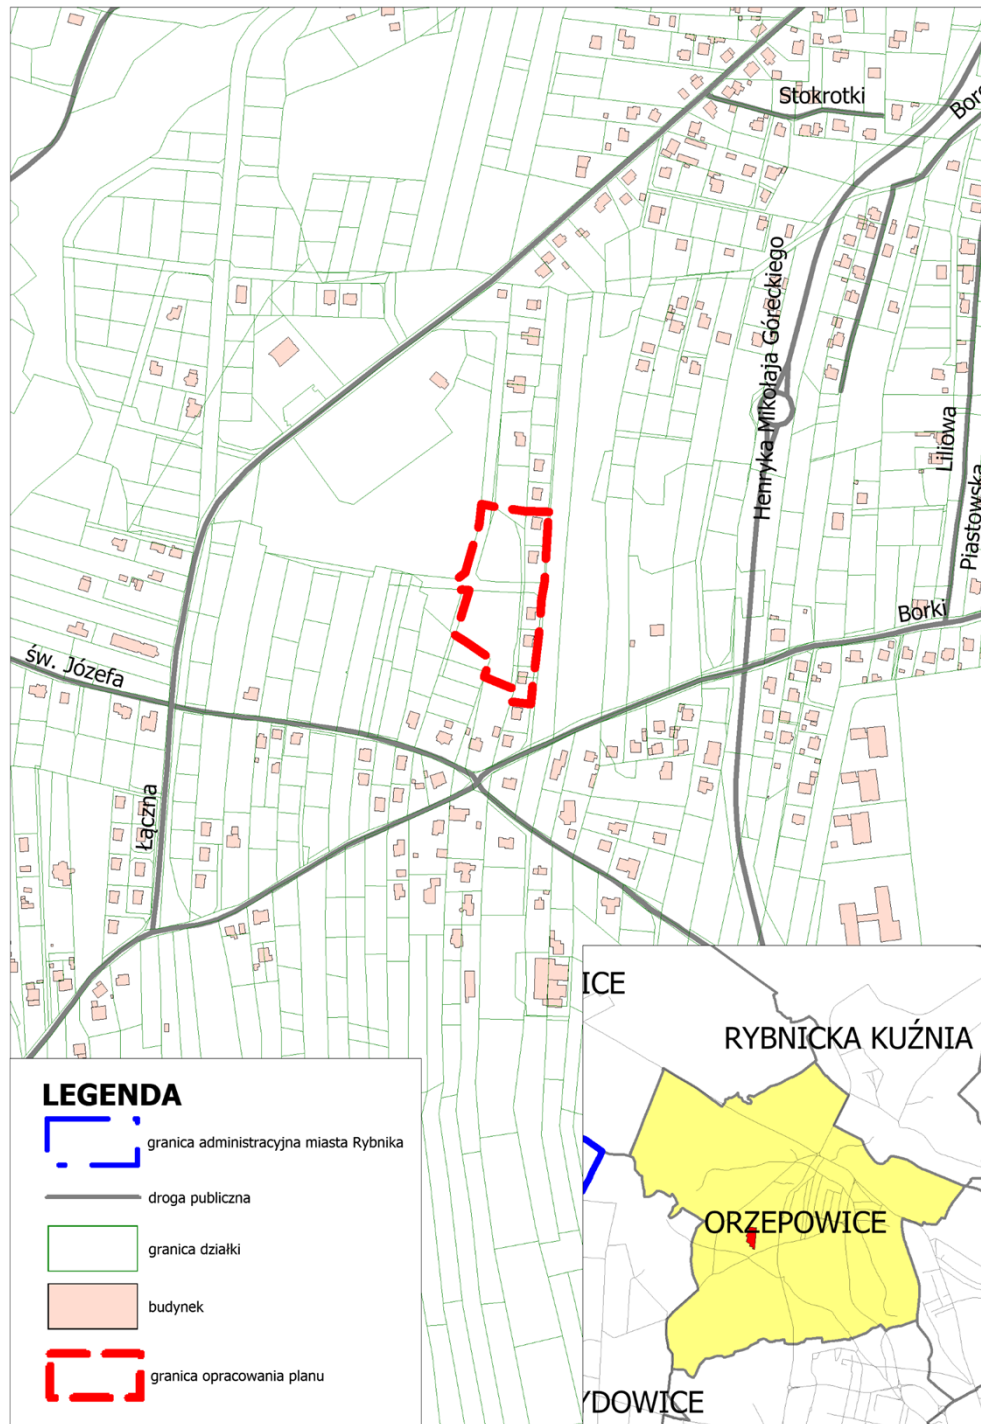 Stokrotki
Henryka Mikołaja Góreckiego
Liliowa
Piastowska
Borki
św. Józefa
Łączna
LEGENDA
granica administracyjna miasta Rybnika
droga publiczna
granica działki
budynek
granica opracowania planu
ICE
RYBNICKA KUŹNIA
ORZEPOWICE
YDOWICE